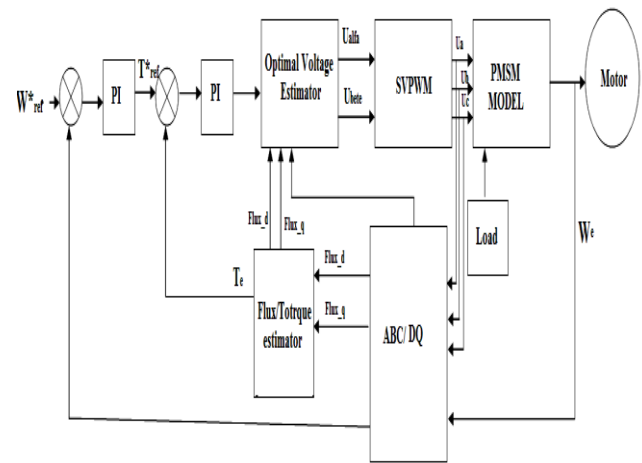 W*ref
PI
T*ref
PI
Optimal Voltage
Estimator
Ualfa
Ubete
SVPWM
Ua
Ub
Uc
PMSM
MODEL
Motor
Load
We
Flux_d
Flux_q
Te
Flux/Totrque
estimator
Flux_d
Flux_q
ABC/ DQ